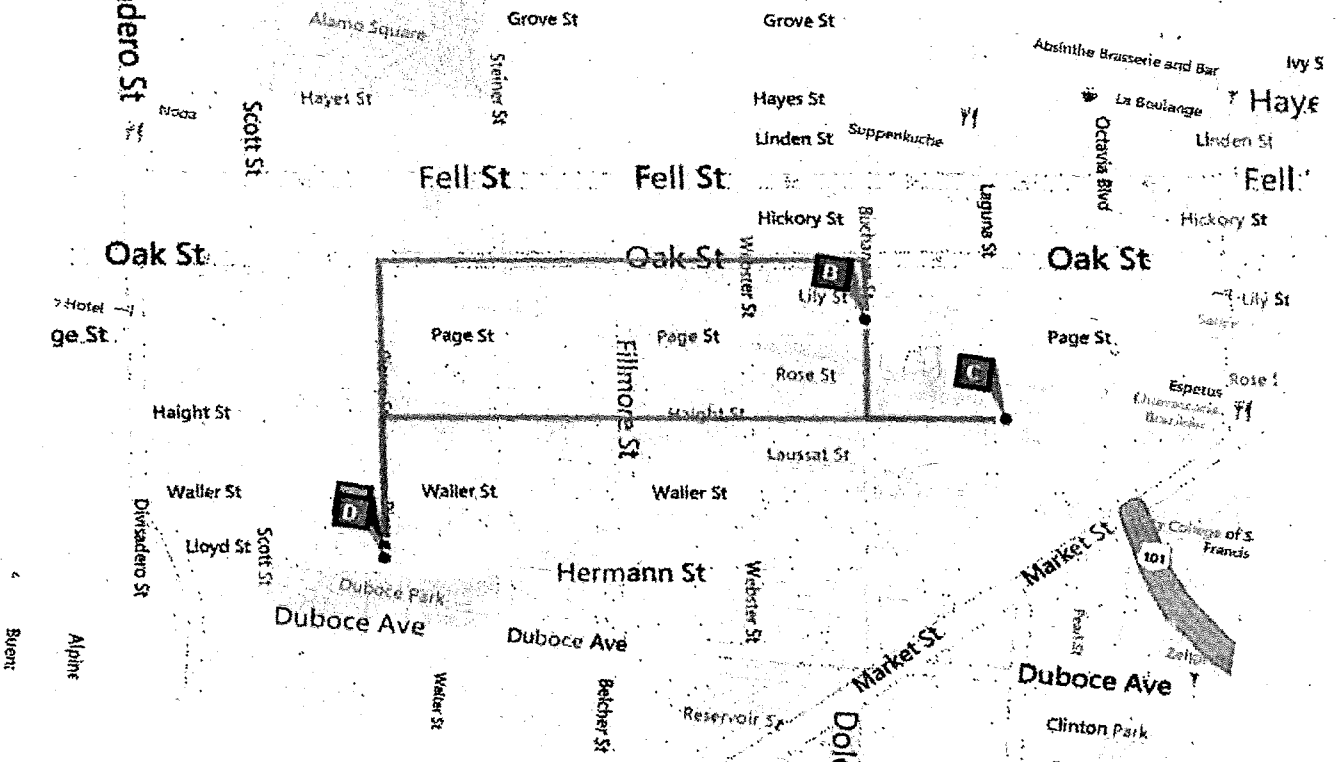 dero St
Alamo Square
Grove St
Grove St
Absinthe Brasserie and Bar
Ivy S
Steiner St
Hayes St
Hayes St
La Boulange
Haye
Nopa
Scott St
Linden St
Suppenkuche
Octavia Blvd
Linden St
Fell St
Fell St
Fell
Laguna St
Hickory St
Hickory St
Oak St
Oak St
Webster St
Oak St
B
Lily St
Lily St
Hotel
ge St
Page St
Page St
Page St
Fillmore St
Rose St
C
Espetus
Rose
Haight St
Haight St
Laussat St
Waller St
Waller St
Waller St
D
Divisadero St
Lloyd St
Scott St
Market St
College of S.
Francis
101
Hermann St
Webster St
Duboce Park
Duboce Ave
Duboce Ave
Pearl St
Market St
Duboce Ave
Buena
Alpine
Walter St
Belcher St
Reservoir St
Dol
Clinton Park